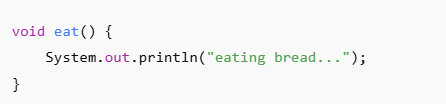 void eat() {
    System.out.println("eating bread...");
}